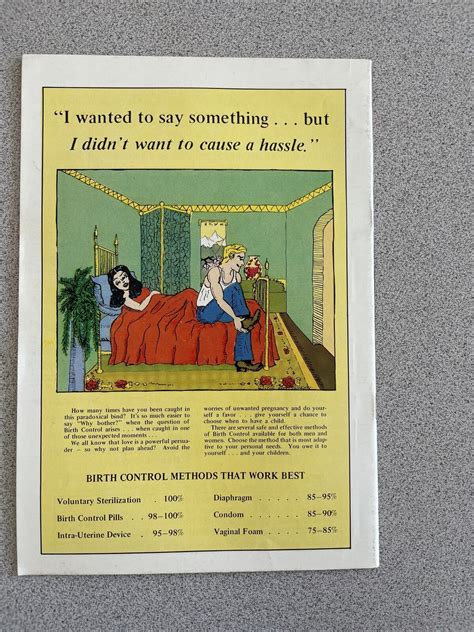 “I wanted to say something . . . but
I didn’t want to cause a hassle.”
How many times have you been caught in
this paradoxical bind? It’s so much easier to
say “Why bother?” when the question of
Birth Control arises . . . when caught in one
of those unexpected moments . . .
We all know that love is a powerful persua-
der – so why not plan ahead? Avoid the
worries of unwanted pregnancy and do your-
self a favor . . . give yourself a chance to
choose when to have a child.
There are several safe and effective methods
of Birth Control available for both men and
women. Choose the method that is most adap-
tive to your personal needs. You owe it to
yourself . . . and your children.
BIRTH CONTROL METHODS THAT WORK BEST
Voluntary Sterilization . 100%
Birth Control Pills . 98–100%
Intra-Uterine Device . 95–98%
Diaphragm . . . . . 85–95%
Condom . . . . . 85–90%
Vaginal Foam . . . . 75–85%